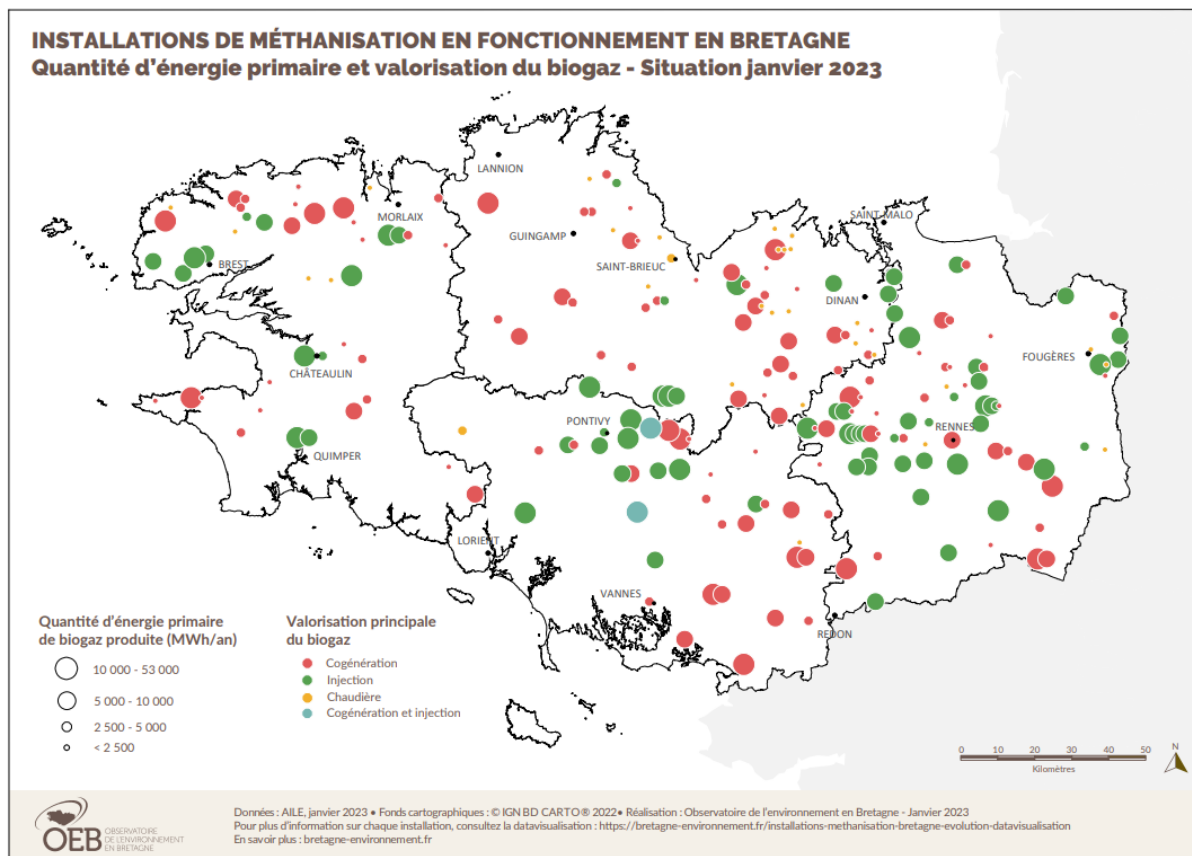 INSTALLATIONS DE MÉTHANISATION EN FONCTIONNEMENT EN BRETAGNE
Quantité d'énergie primaire et valorisation du biogaz - Situation janvier 2023
LANNION
MORLAIX
SAINT-MALO
GUINGAMP
BREST
SAINT-BRIEUC
DINAN
FOUGÈRES
CHÂTEAULIN
PONTIVY
RENNES
QUIMPER
LORIENT
VANNES
REDON
Quantité d'énergie primaire
de biogaz produite (MWh/an)
10 000 - 53 000
5 000 - 10 000
2 500 - 5 000
< 2 500
Valorisation principale
du biogaz
Cogénération
Injection
Chaudière
Cogénération et injection
0 10 20 30 40 50
Kilomètres
N
OEB
OBSERVATOIRE
DE L'ENVIRONNEMENT
EN BRETAGNE
Données : AILE, janvier 2023 • Fonds cartographiques : © IGN BD CARTO® 2022• Réalisation : Observatoire de l'environnement en Bretagne - Janvier 2023
Pour plus d'information sur chaque installation, consultez la datavisualisation : https://bretagne-environnement.fr/installations-methanisation-bretagne-evolution-datavisualisation
En savoir plus : bretagne-environnement.fr